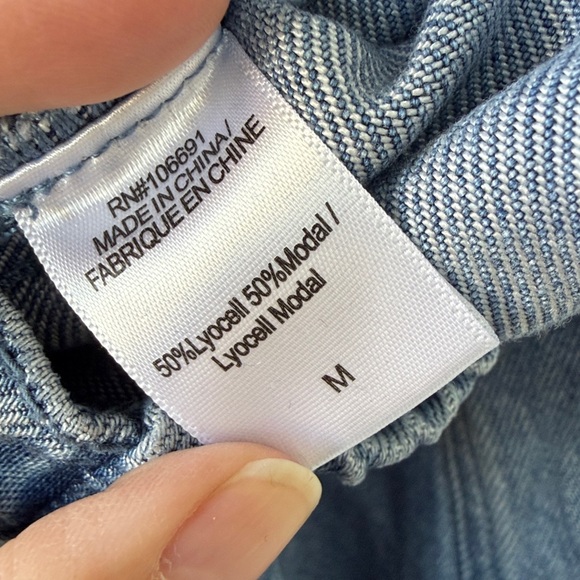 RN#106691
MADE IN CHINA/
FABRIQUE EN CHINE
50%Lyocell 50%Modal /
Lyocell Modal
M